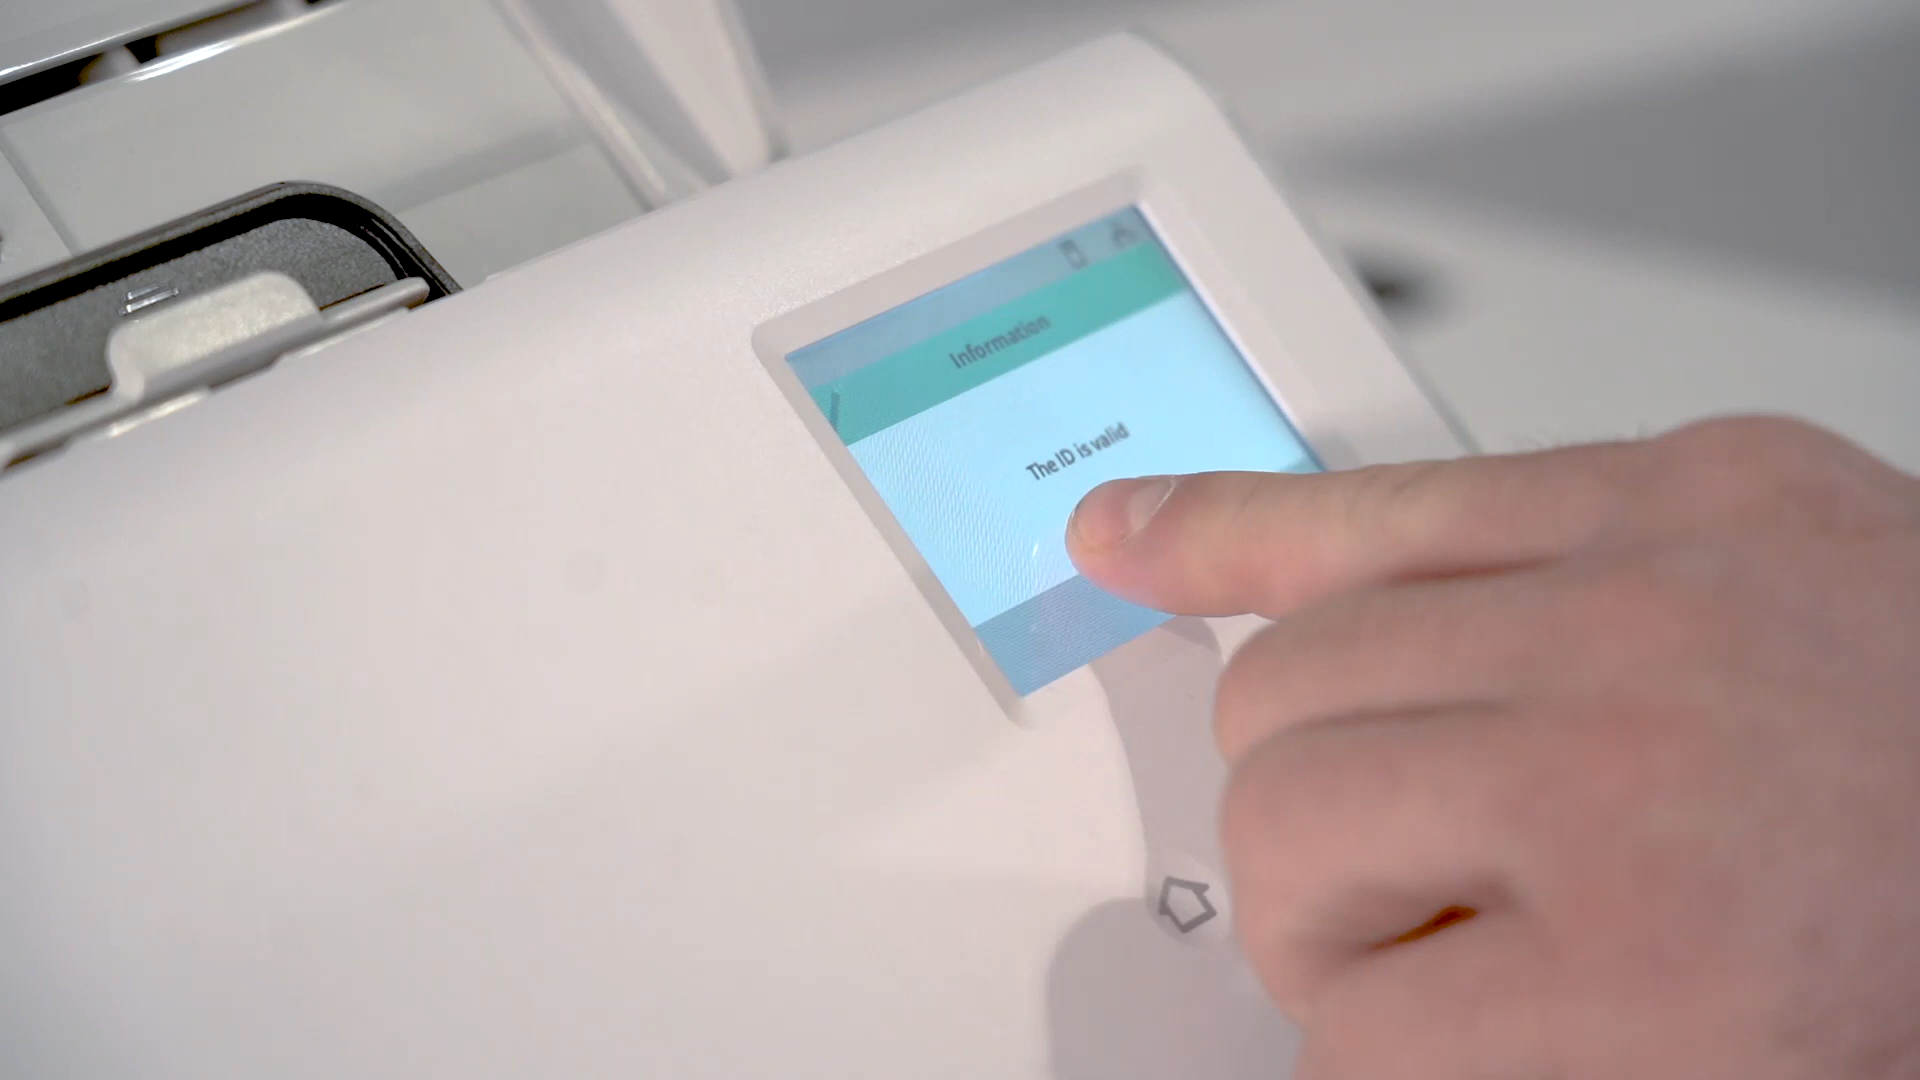 Information
The ID is valid